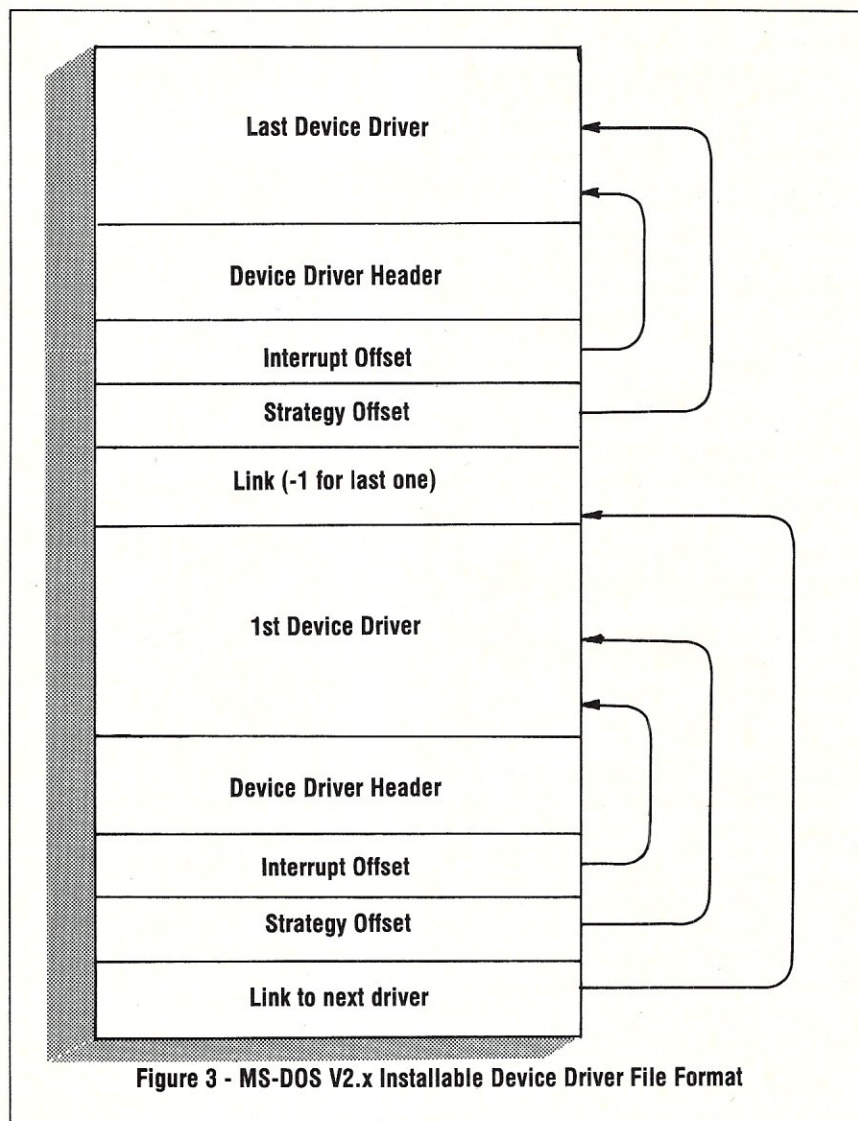 Last Device Driver
Device Driver Header
Interrupt Offset
Strategy Offset
Link (-1 for last one)
1st Device Driver
Device Driver Header
Interrupt Offset
Strategy Offset
Link to next driver
Figure 3 - MS-DOS V2.x Installable Device Driver File Format